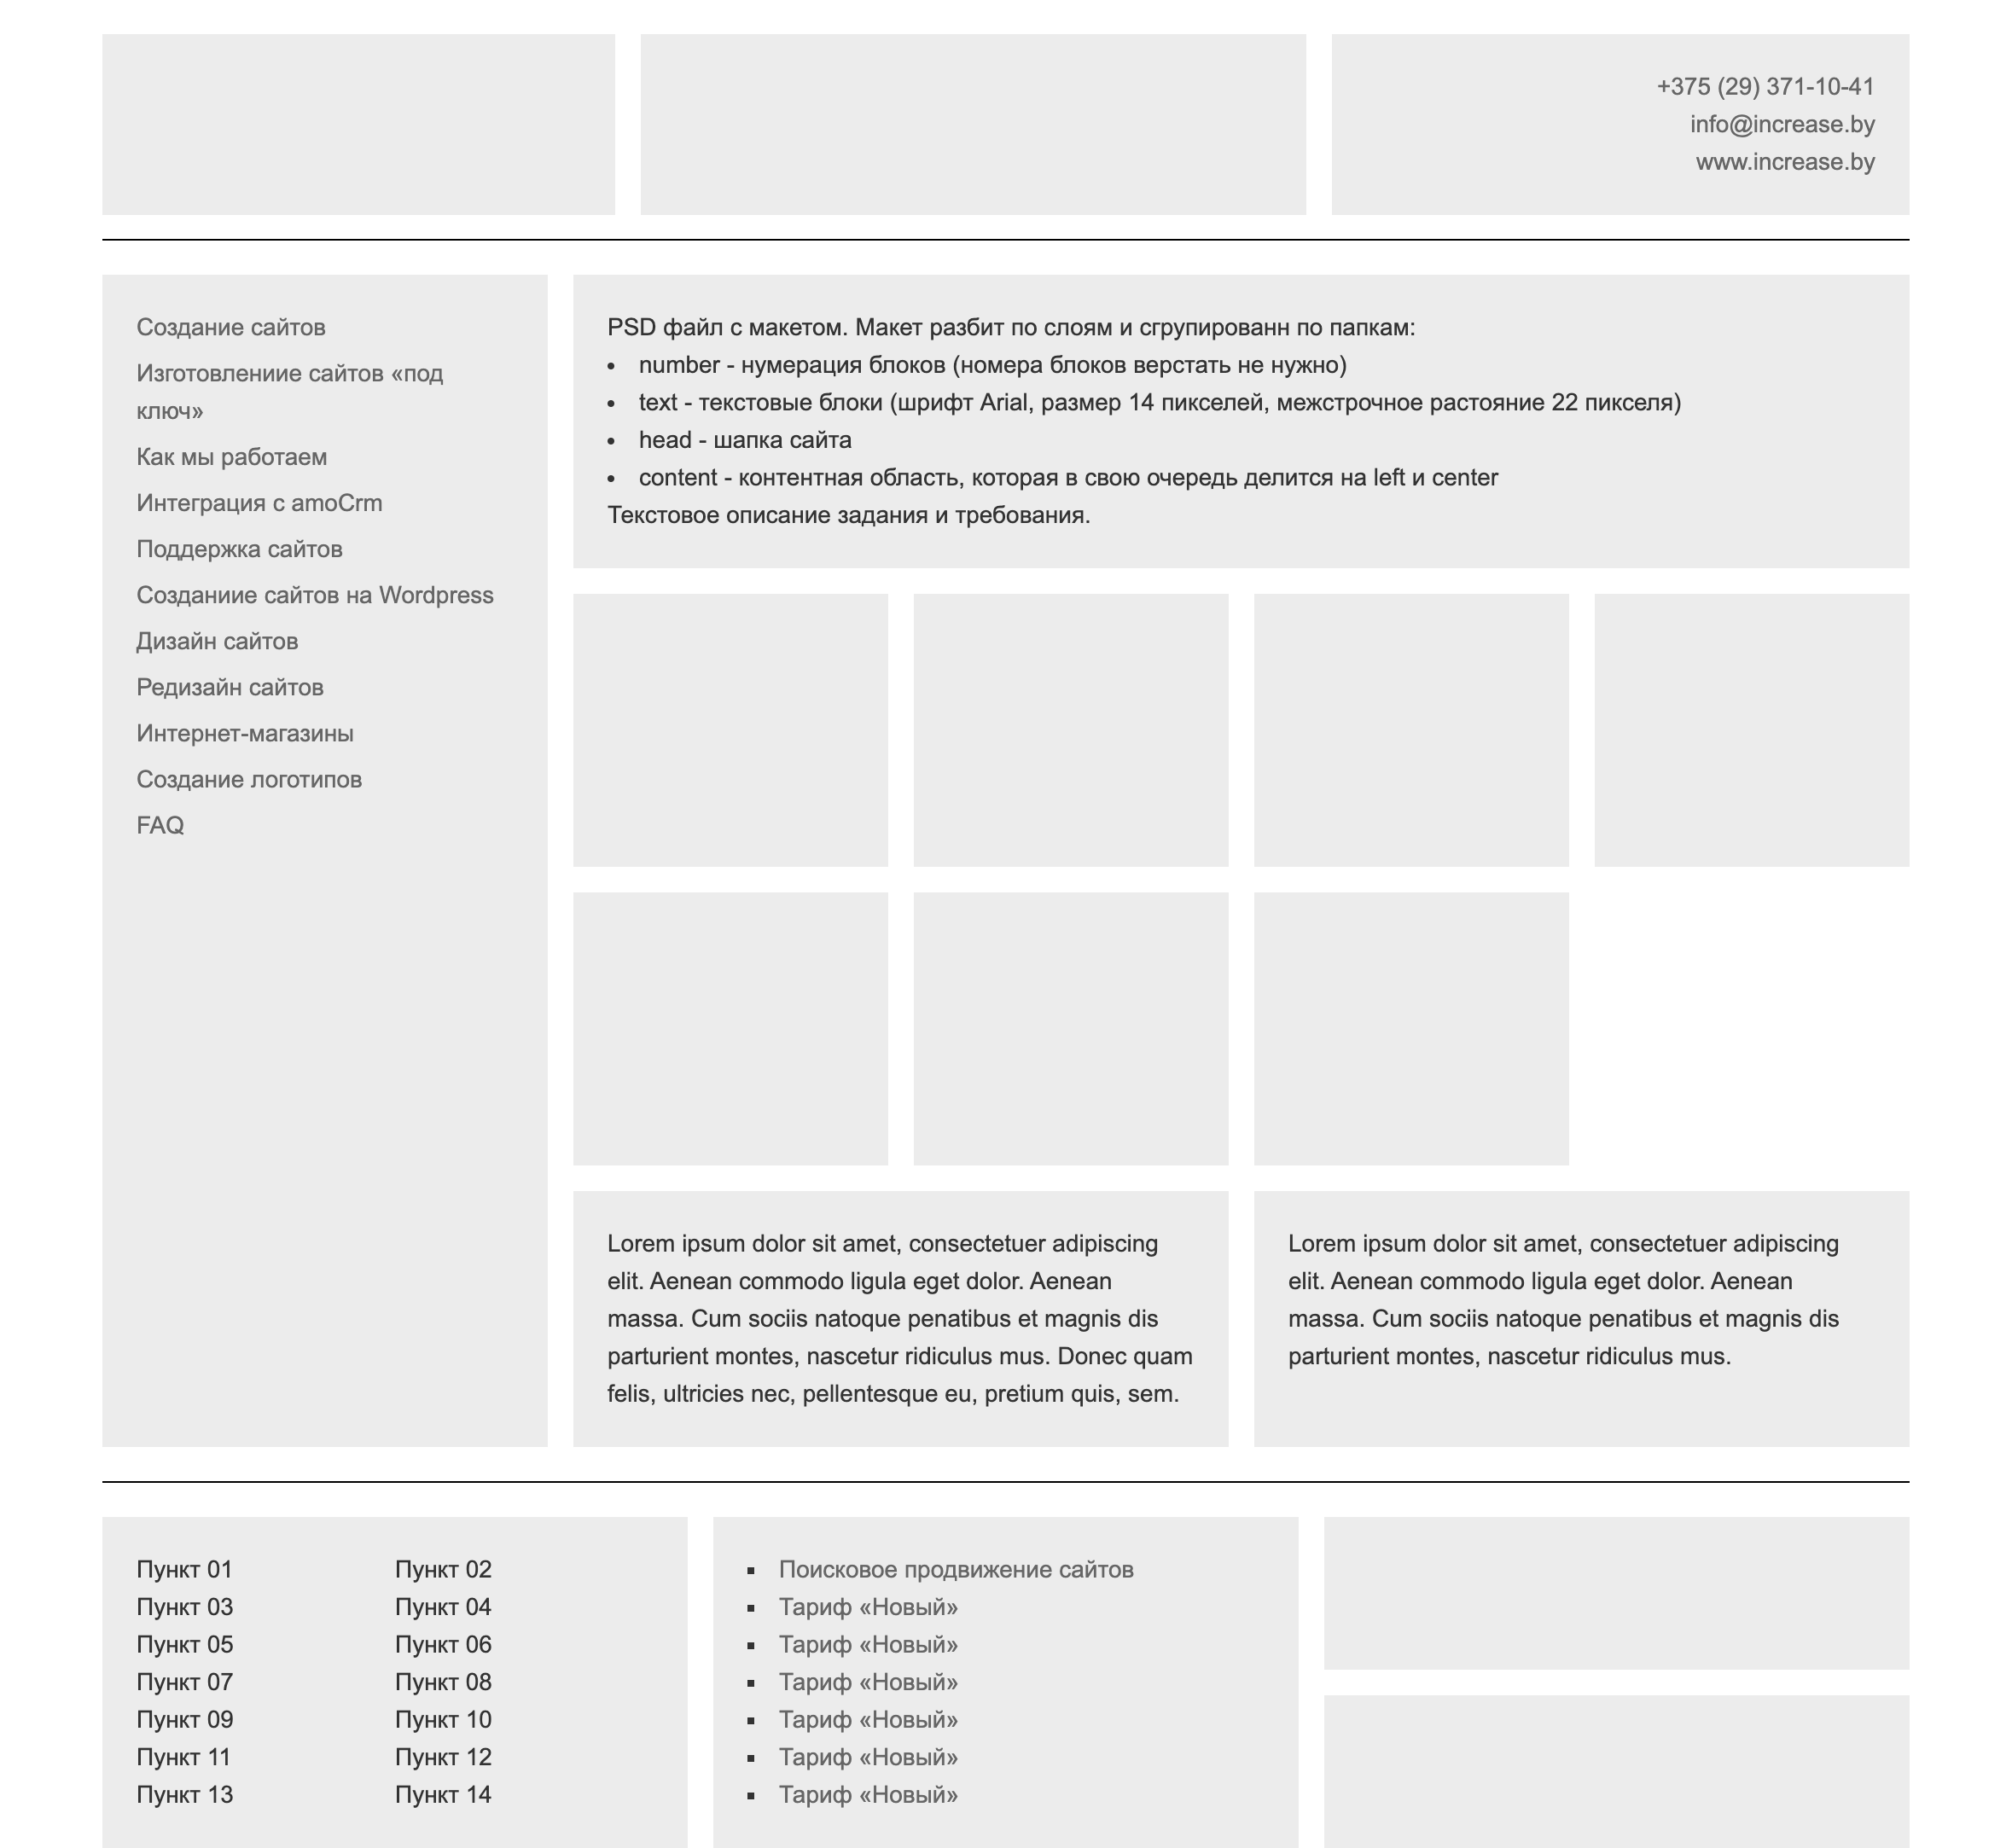 +375 (29) 371-10-41
info@increase.by
www.increase.by
Создание сайтов
Изготовлениие сайтов «под
ключ»
Как мы работаем
Интеграция с amoCrm
Поддержка сайтов
Созданиие сайтов на Wordpress
Дизайн сайтов
Редизайн сайтов
Интернет-магазины
Создание логотипов
FAQ
PSD файл с макетом. Макет разбит по слоям и сгрупированн по папкам:
• number - нумерация блоков (номера блоков верстать не нужно)
• text - текстовые блоки (шрифт Arial, размер 14 пикселей, межстрочное растояние 22 пикселя)
• head - шапка сайта
• content - контентная область, которая в свою очередь делится на left и center
Текстовое описание задания и требования.
Lorem ipsum dolor sit amet, consectetuer adipiscing
elit. Aenean commodo ligula eget dolor. Aenean
massa. Cum sociis natoque penatibus et magnis dis
parturient montes, nascetur ridiculus mus. Donec quam
felis, ultricies nec, pellentesque eu, pretium quis, sem.
Lorem ipsum dolor sit amet, consectetuer adipiscing
elit. Aenean commodo ligula eget dolor. Aenean
massa. Cum sociis natoque penatibus et magnis dis
parturient montes, nascetur ridiculus mus.
Пункт 01 Пункт 02
Пункт 03 Пункт 04
Пункт 05 Пункт 06
Пункт 07 Пункт 08
Пункт 09 Пункт 10
Пункт 11 Пункт 12
Пункт 13 Пункт 14
▪ Поисковое продвижение сайтов
▪ Тариф «Новый»
▪ Тариф «Новый»
▪ Тариф «Новый»
▪ Тариф «Новый»
▪ Тариф «Новый»
▪ Тариф «Новый»